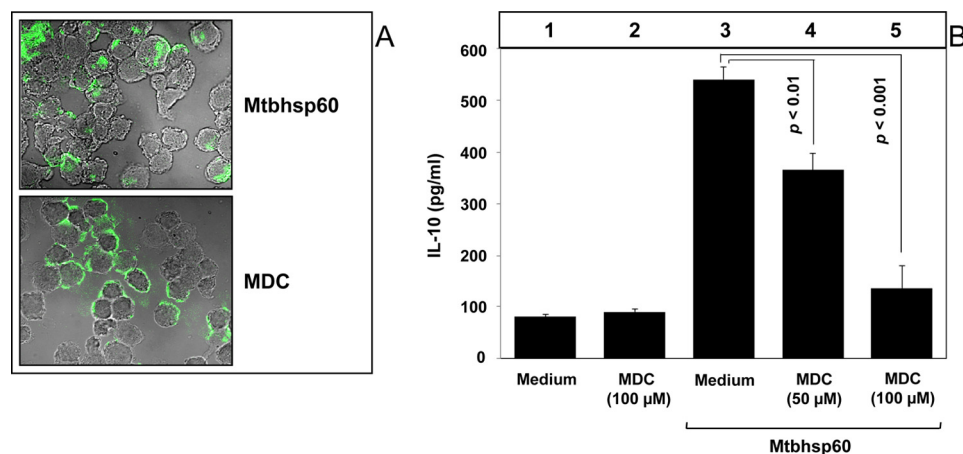 A
Mtbhsp60
MDC
B
1 2 3 4 5
600
500
400
300
200
100
0
IL-10 (pg/ml)
p < 0.01
p < 0.001
Medium
MDC
(100 µM)
Medium
MDC
(50 µM)
MDC
(100 µM)
Mtbhsp60